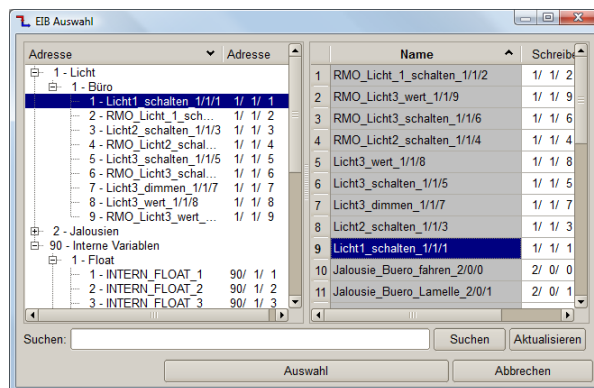 EIB Auswahl
Adresse Adresse
1 - Licht
1 - Büro
1 - Licht1_schalten_1/1/1 1/ 1/ 1
2 - RMO_Licht_1_sch... 1/ 1/ 2
3 - Licht2_schalten_1/1/3 1/ 1/ 3
4 - RMO_Licht2_schal... 1/ 1/ 4
5 - Licht3_schalten_1/1/5 1/ 1/ 5
6 - RMO_Licht3_schal... 1/ 1/ 6
7 - Licht3_dimmen_1/1/7 1/ 1/ 7
8 - Licht3_wert_1/1/8 1/ 1/ 8
9 - RMO_Licht3_wert_... 1/ 1/ 9
2 - Jalousien
90 - Interne Variablen
1 - Float
1 - INTERN_FLOAT_1 90/ 1/ 1
2 - INTERN_FLOAT_2 90/ 1/ 2
3 - INTERN_FLOAT_3 90/ 1/ 3
Name Schreibe
1 RMO_Licht_1_schalten_1/1/2 1/ 1/ 2
2 RMO_Licht3_wert_1/1/9 1/ 1/ 9
3 RMO_Licht3_schalten_1/1/6 1/ 1/ 6
4 RMO_Licht2_schalten_1/1/4 1/ 1/ 4
5 Licht3_wert_1/1/8 1/ 1/ 8
6 Licht3_schalten_1/1/5 1/ 1/ 5
7 Licht3_dimmen_1/1/7 1/ 1/ 7
8 Licht2_schalten_1/1/3 1/ 1/ 3
9 Licht1_schalten_1/1/1 1/ 1/ 1
10 Jalousie_Buero_fahren_2/0/0 2/ 0/ 0
11 Jalousie_Buero_Lamelle_2/0/1 2/ 0/ 1
Suchen: Suchen Aktualisieren
Auswahl Abbrechen